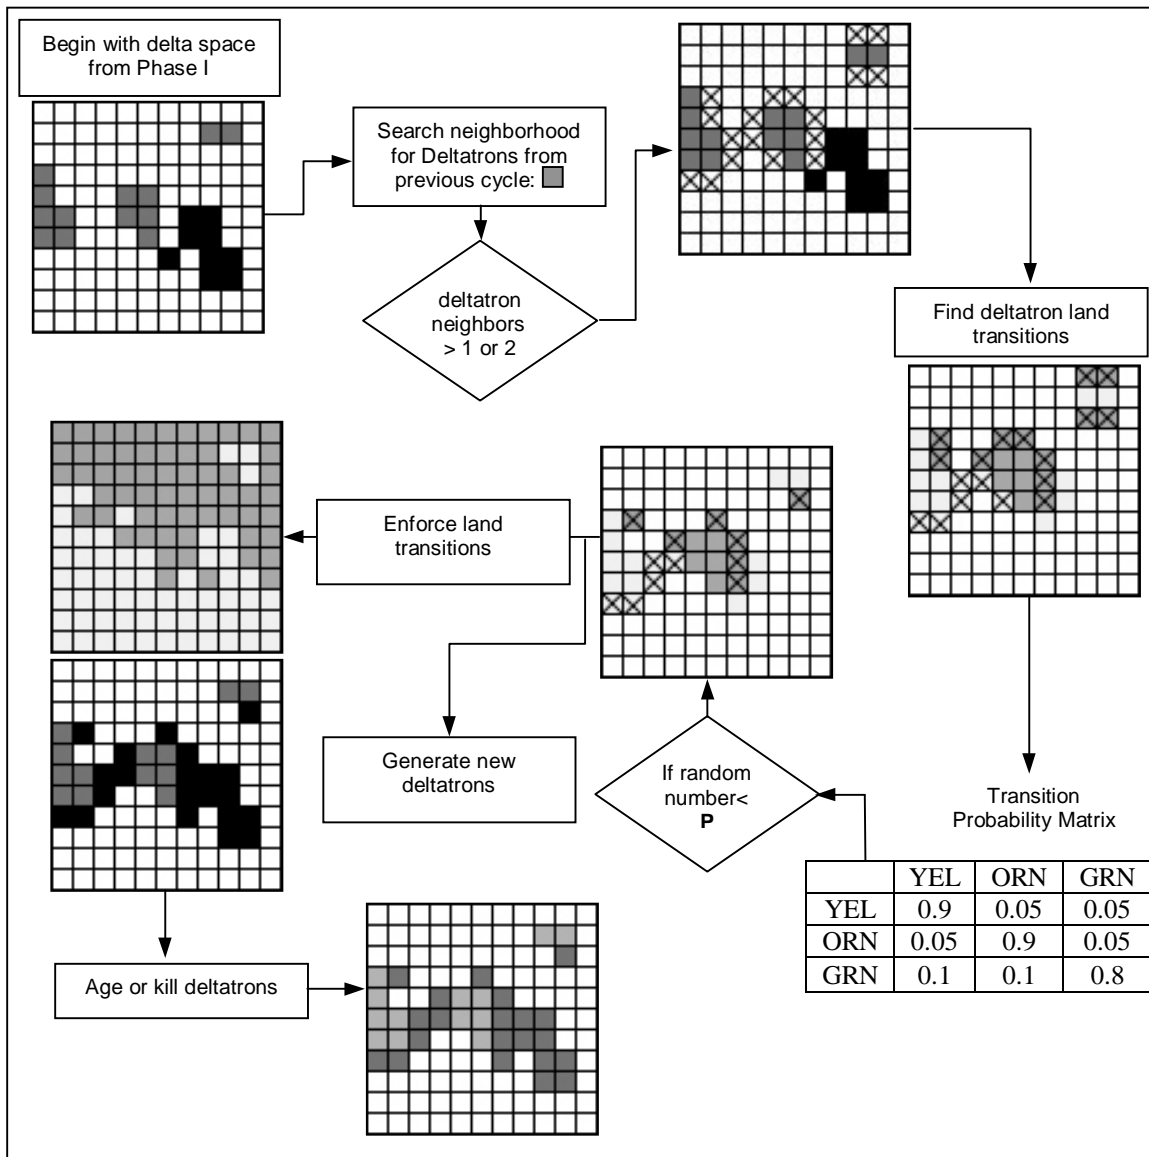 Begin with delta space
from Phase I
Search neighborhood
for Deltatrons from
previous cycle:
deltatron
neighbors
> 1 or 2
Find deltatron land
transitions
Enforce land
transitions
Generate new
deltatrons
If random
number<
P
Transition
Probability Matrix
YEL ORN GRN
YEL 0.9 0.05 0.05
ORN 0.05 0.9 0.05
GRN 0.1 0.1 0.8
Age or kill deltatrons